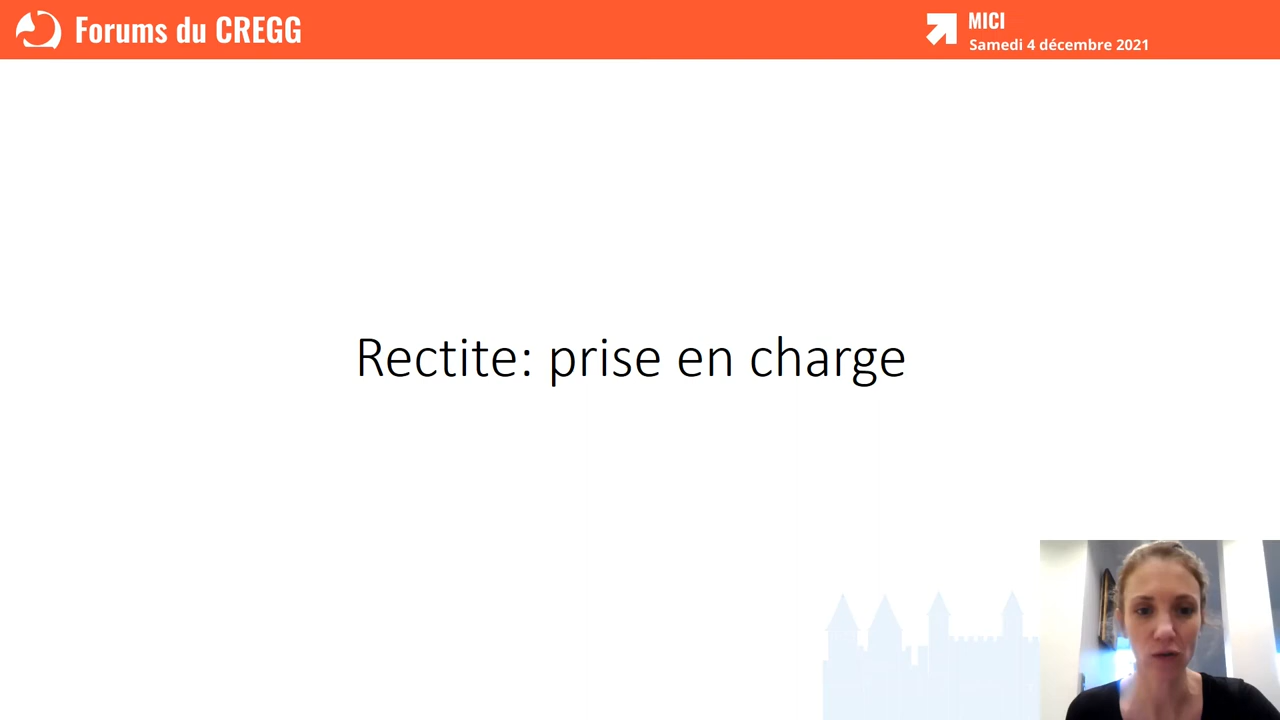 Forums du CREGG
MICI
Samedi 4 décembre 2021
Rectite: prise en charge